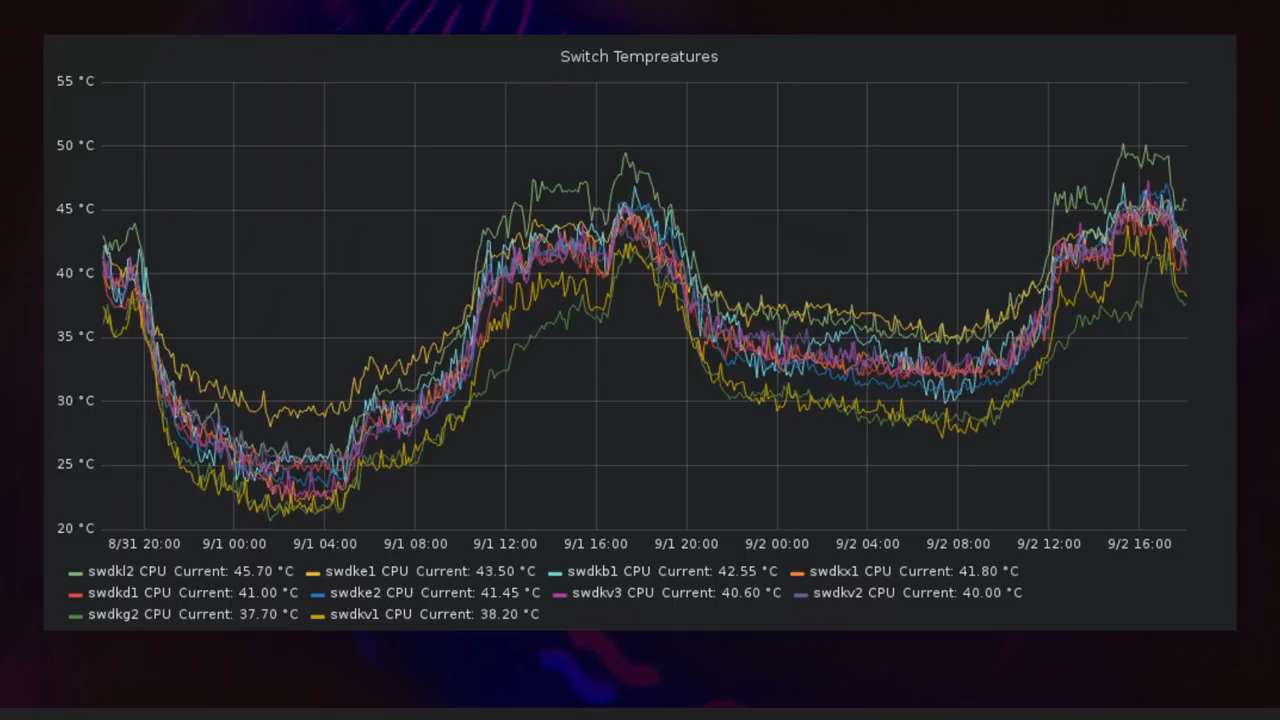 Switch Tempreatures
55 °C
50 °C
45 °C
40 °C
35 °C
30 °C
25 °C
20 °C
8/31 20:00 9/1 00:00 9/1 04:00 9/1 08:00 9/1 12:00 9/1 16:00 9/1 20:00 9/2 00:00 9/2 04:00 9/2 08:00 9/2 12:00 9/2 16:00
swdkl2 CPU Current: 45.70 °C swdke1 CPU Current: 43.50 °C swdkb1 CPU Current: 42.55 °C swdkx1 CPU Current: 41.80 °C
swdkd1 CPU Current: 41.00 °C swdke2 CPU Current: 41.45 °C swdkv3 CPU Current: 40.60 °C swdkv2 CPU Current: 40.00 °C
swdkg2 CPU Current: 37.70 °C swdkv1 CPU Current: 38.20 °C